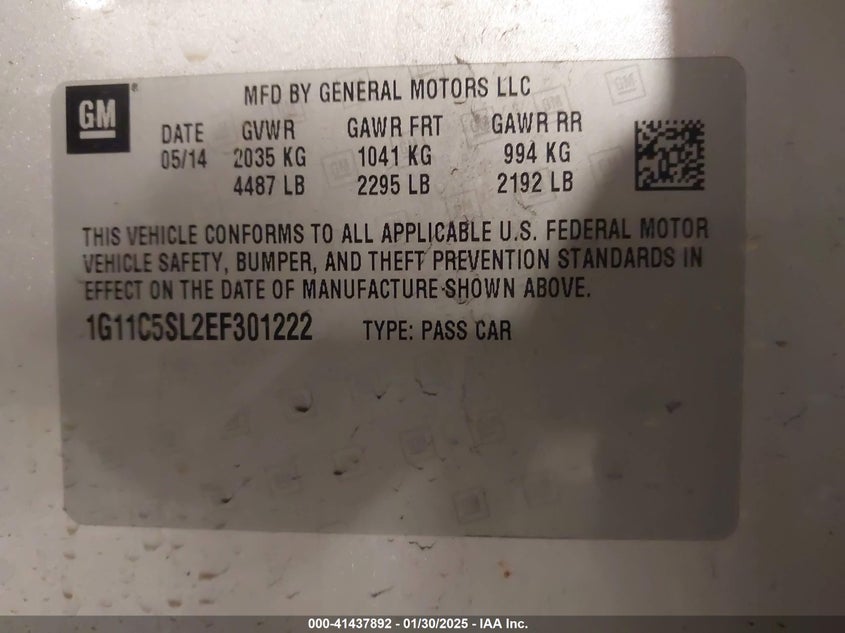 GM
MFD BY GENERAL MOTORS LLC
DATE GVWR GAWR FRT GAWR RR
05/14 2035 KG 1041 KG 994 KG
4487 LB 2295 LB 2192 LB
THIS VEHICLE CONFORMS TO ALL APPLICABLE U.S. FEDERAL MOTOR
VEHICLE SAFETY, BUMPER, AND THEFT PREVENTION STANDARDS IN
EFFECT ON THE DATE OF MANUFACTURE SHOWN ABOVE.
1G11C5SL2EF301222 TYPE: PASS CAR
000-41437892 - 01/30/2025 - IAA Inc.